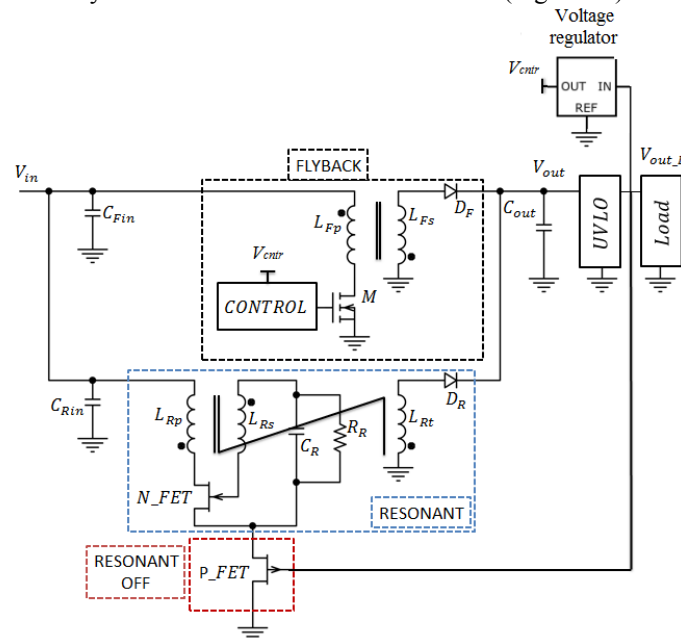 Voltage
regulator
V_cntr
OUT IN
REF
FLYBACK
V_in
V_out
V_out_
C_Fin
L_Fp
L_Fs
D_F
C_out
UVLO
Load
V_cntr
CONTROL
M
C_Rin
L_Rp
L_Rs
C_R
R_R
L_Rt
D_R
N_FET
RESONANT
RESONANT
OFF
P_FET